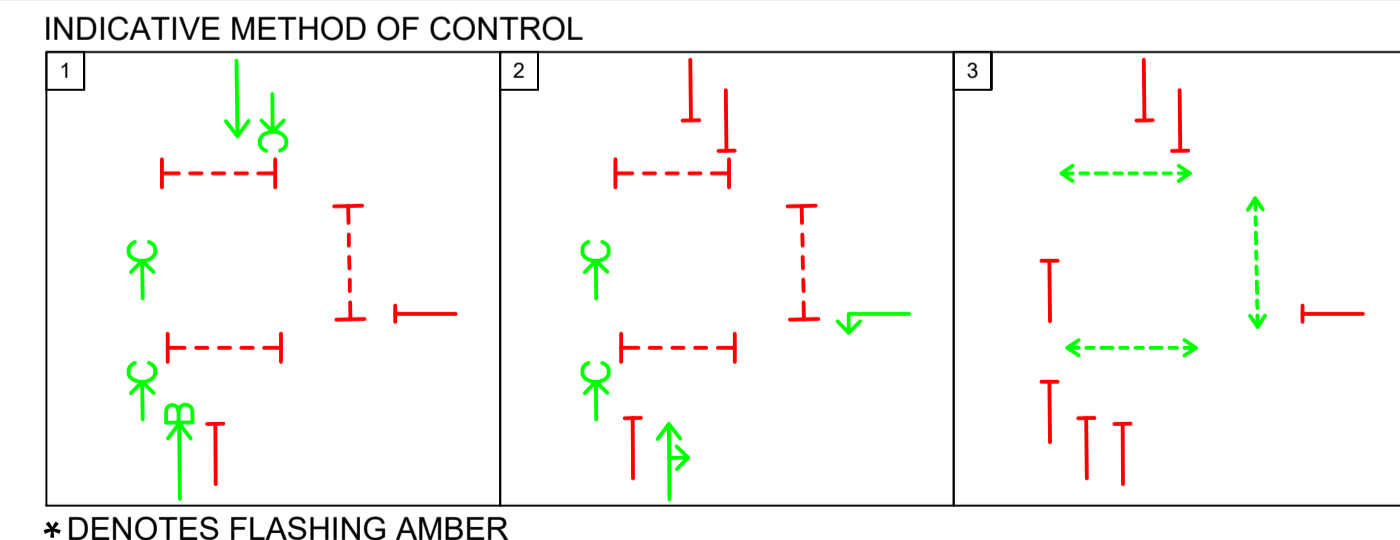 INDICATIVE METHOD OF CONTROL
1
2
3
C
C
C
C
C
B
* DENOTES FLASHING AMBER